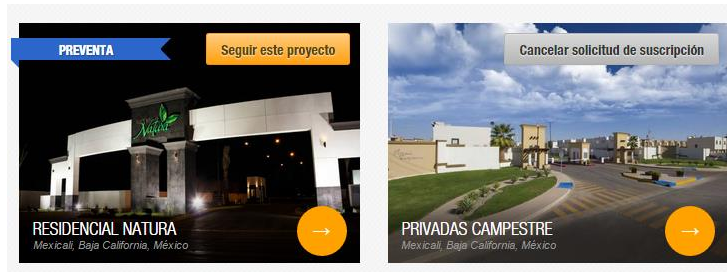 PREVENTA
Seguir este proyecto
Natura
RESIDENCIAL NATURA
Mexicali, Baja California, México
→
Cancelar solicitud de suscripción
PRIVADAS CAMPESTRE
Mexicali, Baja California, México
→